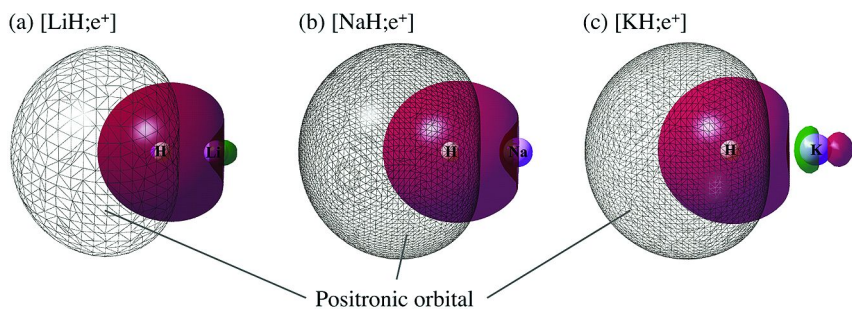 (a) [LiH;e⁺]
(b) [NaH;e⁺]
(c) [KH;e⁺]
H Li
H Na
H K
Positronic orbital